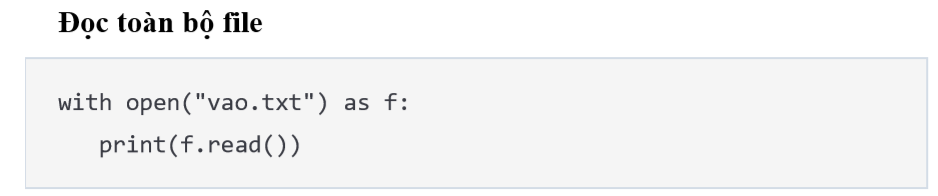 Đọc toàn bộ file
with open("vao.txt") as f:
   print(f.read())